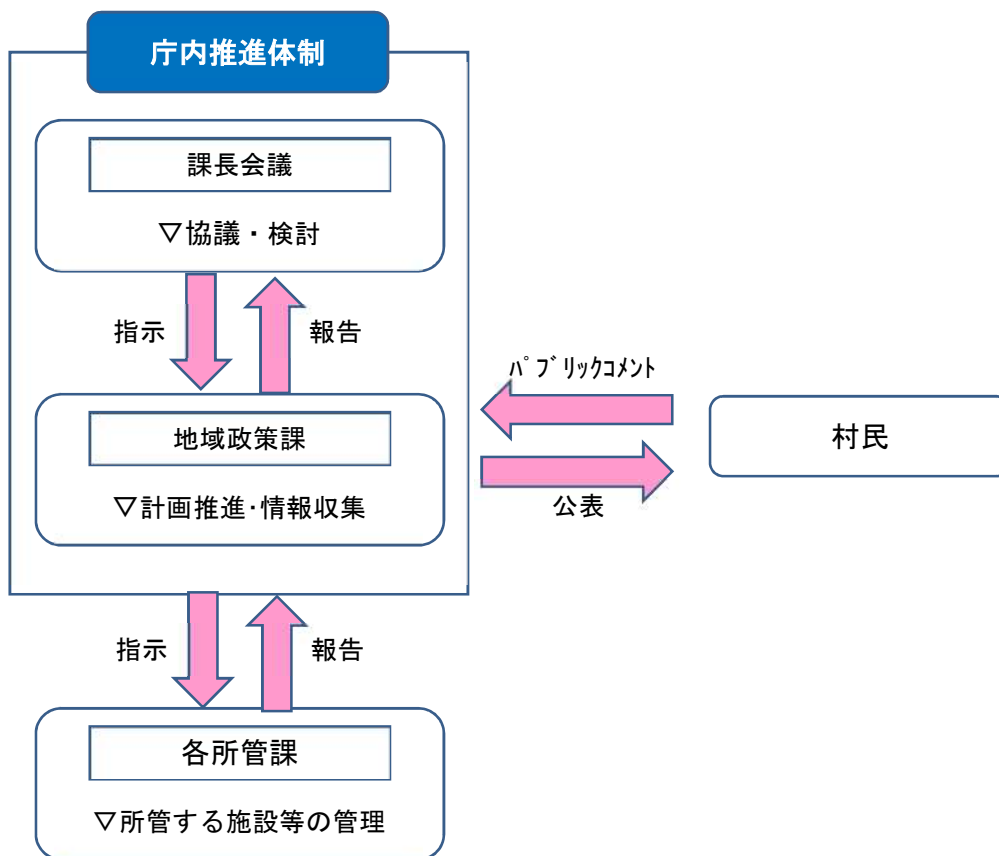 庁内推進体制
課長会議
▽協議・検討
指示
報告
パブリックコメント
地域政策課
▽計画推進・情報収集
村民
公表
指示
報告
各所管課
▽所管する施設等の管理